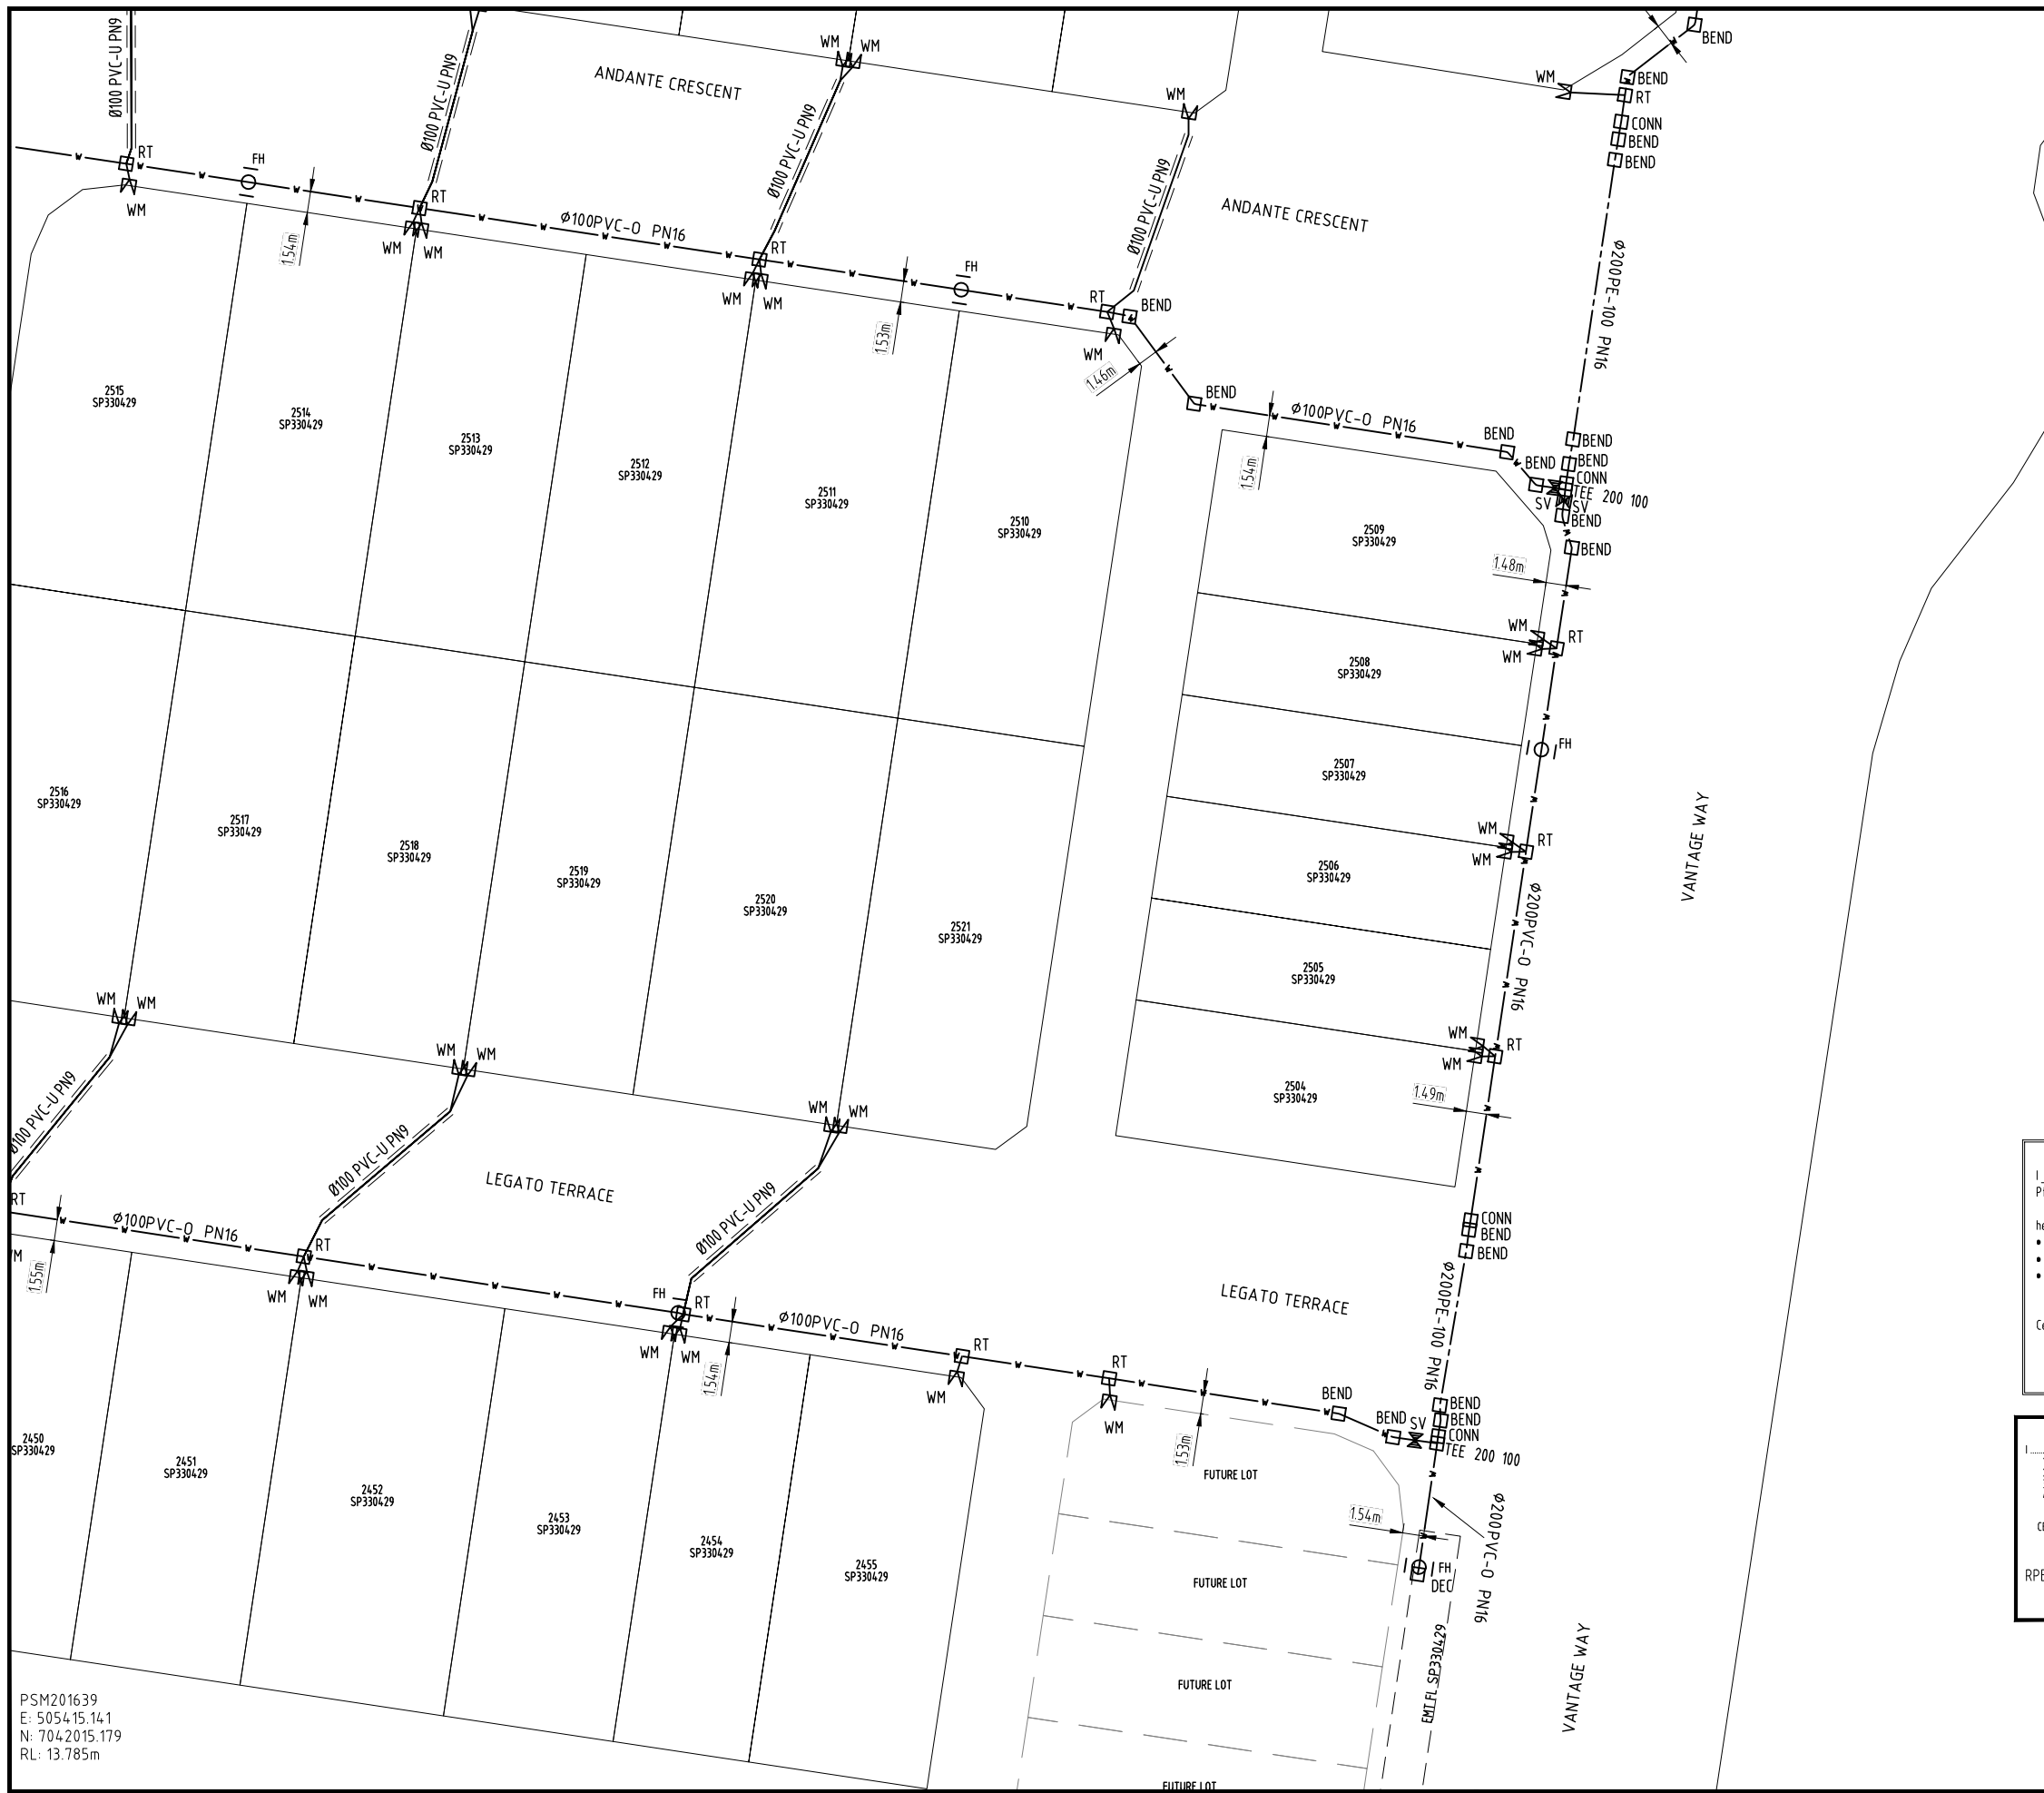 Ø100 PVC-U PN9
Ø100 PVC-U PN9
ANDANTE CRESCENT
WM
WM
Ø100 PVC-U PN9
WM
Ø100 PVC-U PN9
WM
BEND
BEND
RT
CONN
BEND
BEND
RT
FH
WM
1.54m
RT
WM
WM
Ø100PVC-O PN16
RT
WM
WM
FH
1.53m
ANDANTE CRESCENT
RT
BEND
WM
1.46m
BEND
Ø200PE-100 PN16
Ø100PVC-O PN16
1.54m
BEND
BEND
BEND
BEND
CONN
TEE 200 100
SV
SV
BEND
BEND
2515
SP330429
2514
SP330429
2513
SP330429
2512
SP330429
2511
SP330429
2510
SP330429
2509
SP330429
1.48m
WM
WM
RT
2508
SP330429
FH
2507
SP330429
WM
WM
RT
2506
SP330429
VANTAGE WAY
Ø200PVC-O PN16
2505
SP330429
WM
WM
RT
2504
SP330429
1.49m
2516
SP330429
2517
SP330429
2518
SP330429
2519
SP330429
2520
SP330429
2521
SP330429
WM
WM
WM
WM
WM
WM
Ø100 PVC-U PN9
Ø100 PVC-U PN9
Ø100 PVC-U PN9
LEGATO TERRACE
RT
Ø100PVC-O PN16
1.55m
RT
WM
WM
FH
RT
WM
WM
Ø100PVC-O PN16
1.54m
RT
WM
RT
WM
LEGATO TERRACE
CONN
BEND
BEND
Ø200PE-100 PN16
1.53m
BEND
BEND
SV
BEND
BEND
CONN
TEE 200 100
2450
SP330429
2451
SP330429
2452
SP330429
2453
SP330429
2454
SP330429
2455
SP330429
FUTURE LOT
1.54m
FH
DEC
Ø200PVC-O PN16
FUTURE LOT
FUTURE LOT
FUTURE LOT
EMT FL SP330429
VANTAGE WAY
PSM201639
E: 505415.141
N: 7042015.179
RL: 13.785m